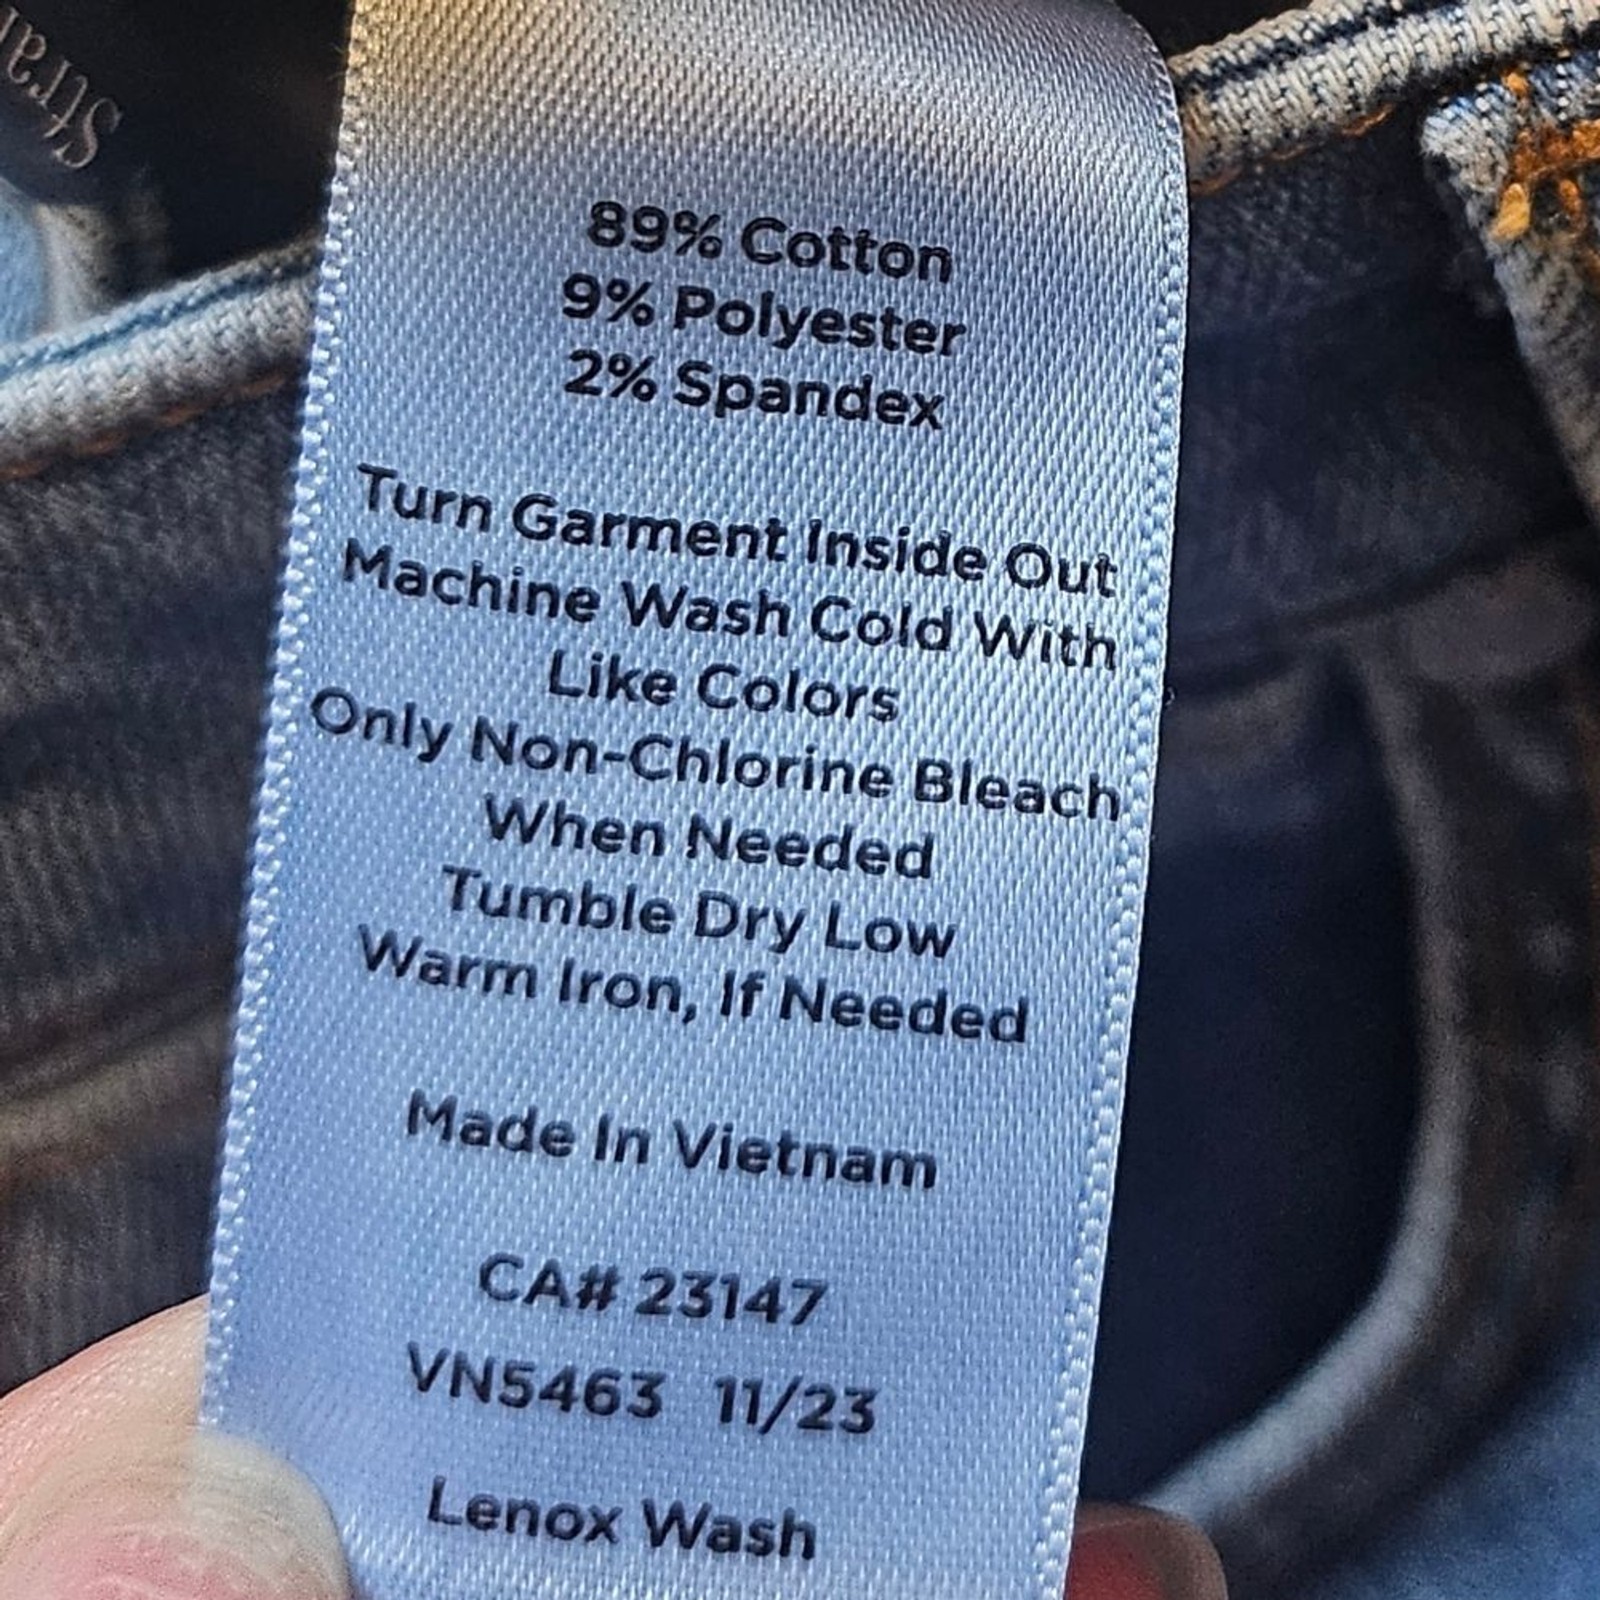 89% Cotton
9% Polyester
2% Spandex
Turn Garment Inside Out
Machine Wash Cold With
Like Colors
Only Non-Chlorine Bleach
When Needed
Tumble Dry Low
Warm Iron, If Needed
Made In Vietnam
CA# 23147
VN5463 11/23
Lenox Wash